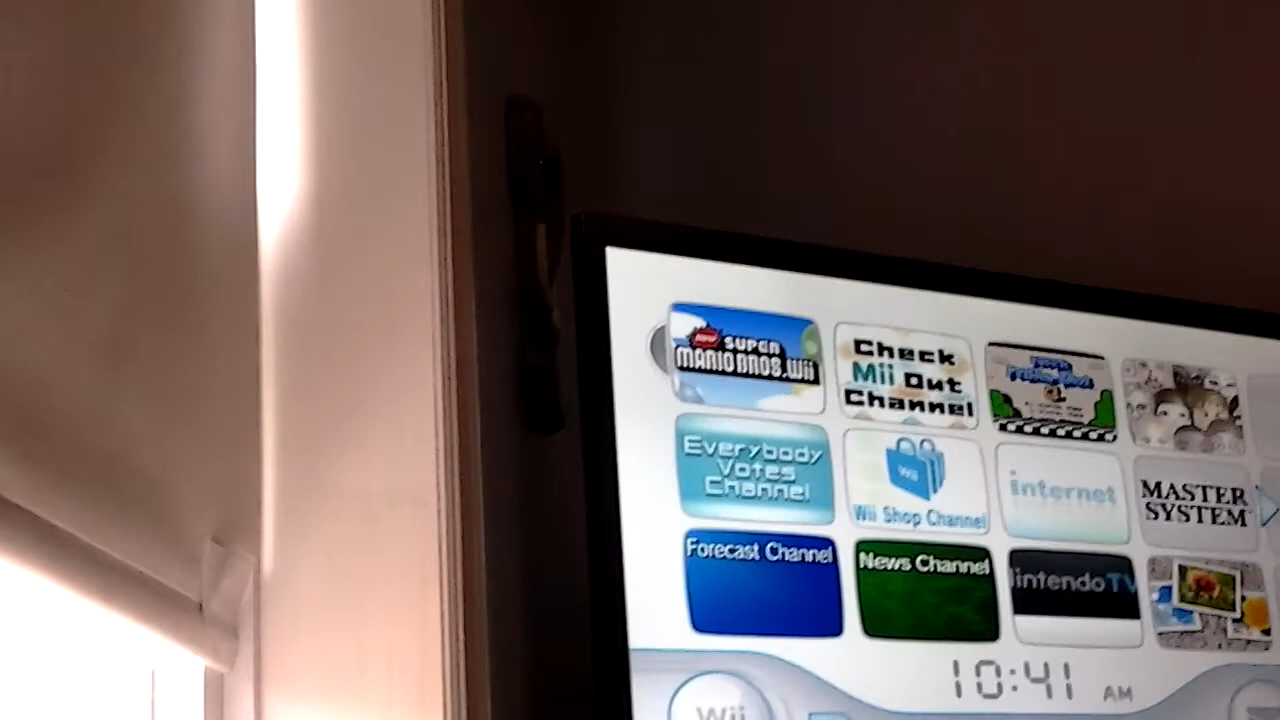 New SUPER
MARIO BROS. Wii
Check
Mii Out
Channel
Everybody
Votes
Channel
Wii
Wii Shop Channel
internet
MASTER
SYSTEM
Forecast Channel
News Channel
NintendoTV
10:41 AM
Wii